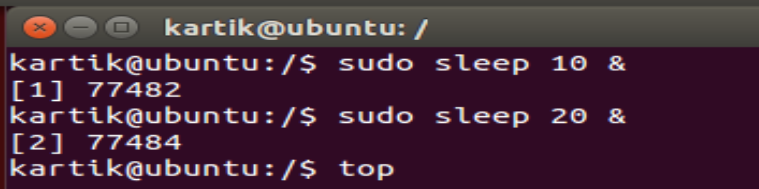 kartik@ubuntu: /
kartik@ubuntu:/$ sudo sleep 10 &
[1] 77482
kartik@ubuntu:/$ sudo sleep 20 &
[2] 77484
kartik@ubuntu:/$ top